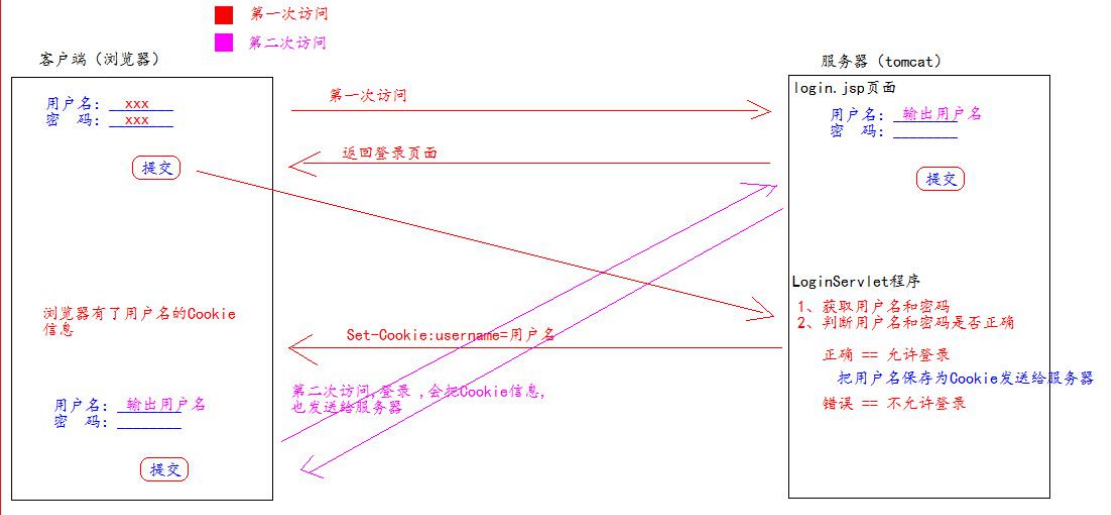 第一次访问
第二次访问
客户端（浏览器）
用户名: xxx
密 码: xxx
提交
浏览器有了用户名的Cookie
信息
用户名: 输出用户名
密 码:
提交
第一次访问
返回登录页面
Set-Cookie:username=用户名
第二次访问,登录 ,会把Cookie信息,
也发送给服务器
服务器（tomcat）
login.jsp页面
用户名: 输出用户名
密 码:
提交
LoginServlet程序
1、获取用户名和密码
2、判断用户名和密码是否正确
正确 == 允许登录
把用户名保存为Cookie发送给服务器
错误 == 不允许登录